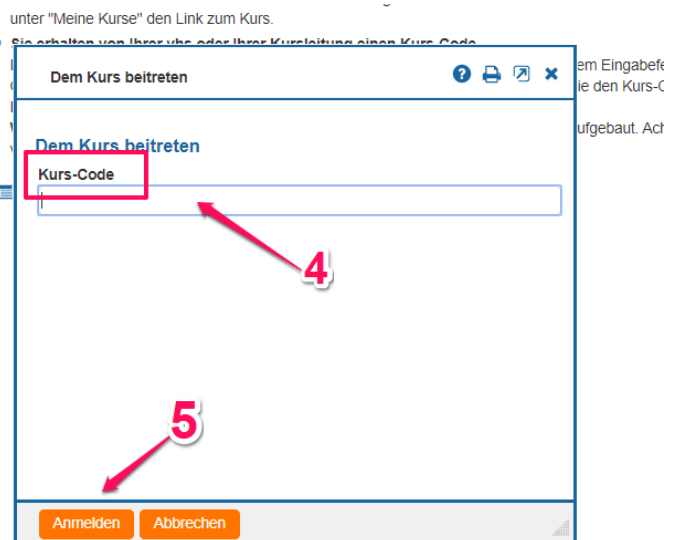 unter "Meine Kurse" den Link zum Kurs.
Sie erhalten von Ihrer vhs oder Ihrer Kursleitung einen Kurs-Code
Dem Kurs beitreten
em Eingabefe
ie den Kurs-C
ufgebaut. Ach
Dem Kurs beitreten
Kurs-Code
4
5
Anmelden Abbrechen